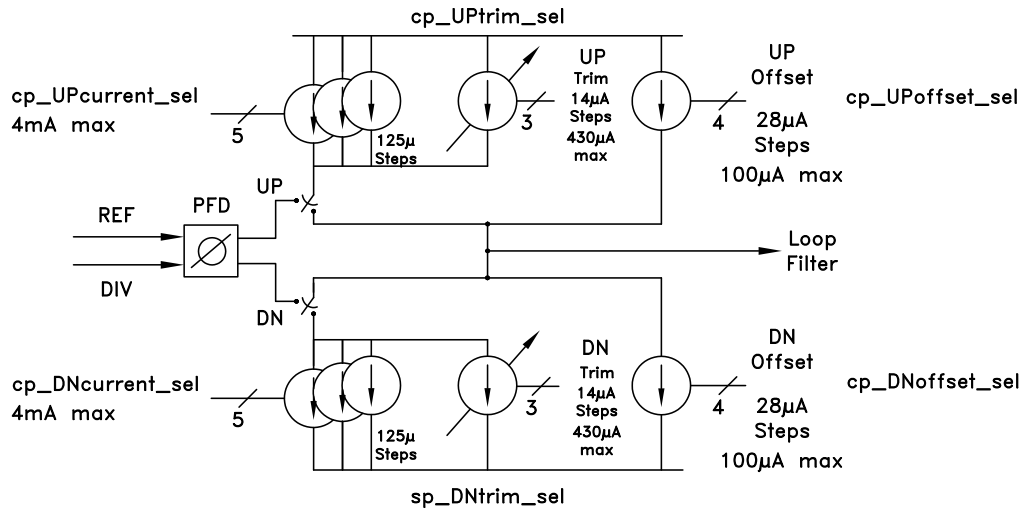 cp_UPtrim_sel
cp_UPcurrent_sel
4mA max
5
125µ
Steps
3
UP
Trim
14µA
Steps
430µA
max
4
UP
Offset
28µA
Steps
100µA max
cp_UPoffset_sel
UP
REF
PFD
DIV
DN
Loop
Filter
cp_DNcurrent_sel
4mA max
5
125µ
Steps
3
DN
Trim
14µA
Steps
430µA
max
4
DN
Offset
28µA
Steps
100µA max
cp_DNoffset_sel
sp_DNtrim_sel